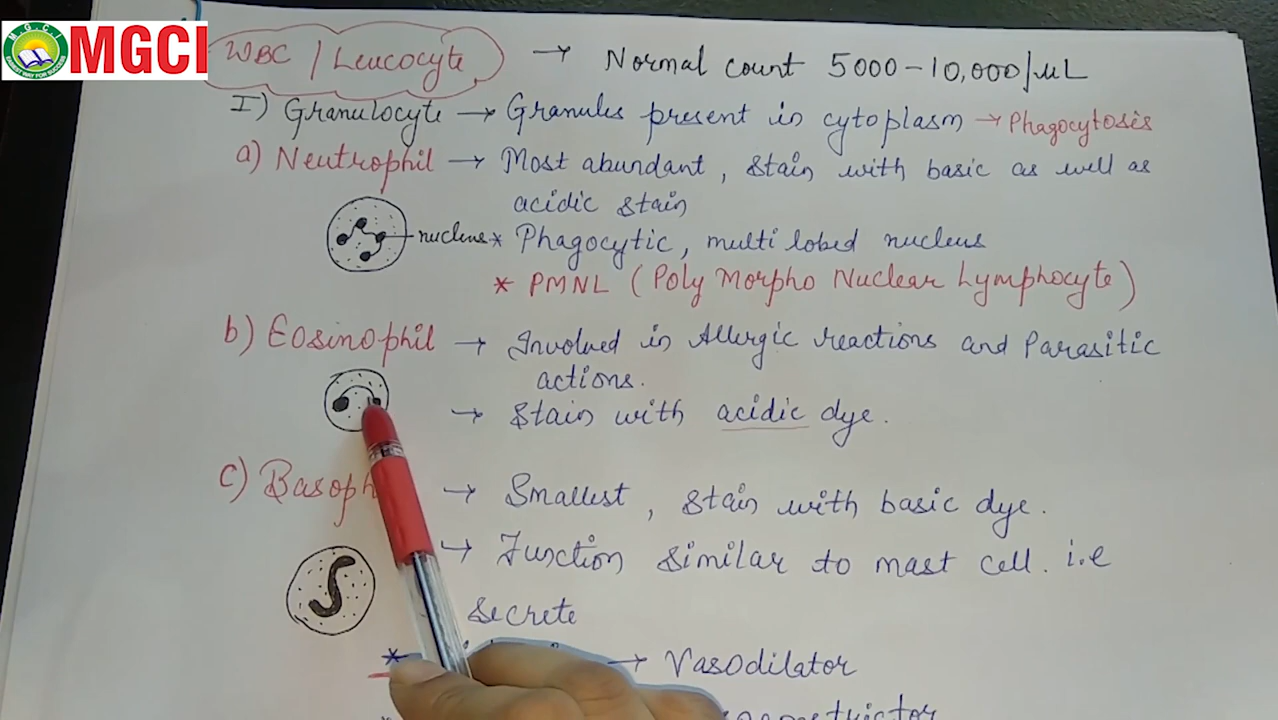 MGCI
WBC / Leucocyte → Normal count 5000-10,000/µL
I) Granulocyte → Granules present in cytoplasm → Phagocytosis
a) Neutrophil → Most abundant, stain with basic as well as
acidic stain
nucleus * Phagocytic, multi lobed nucleus
* PMNL (Poly Morpho Nuclear Lymphocyte)
b) Eosinophil → Involved in Allergic reactions and Parasitic
actions.
→ Stain with acidic dye.
c) Basoph → Smallest, stain with basic dye.
→ Function similar to mast cell. i.e
secrete
* → Vasodilator